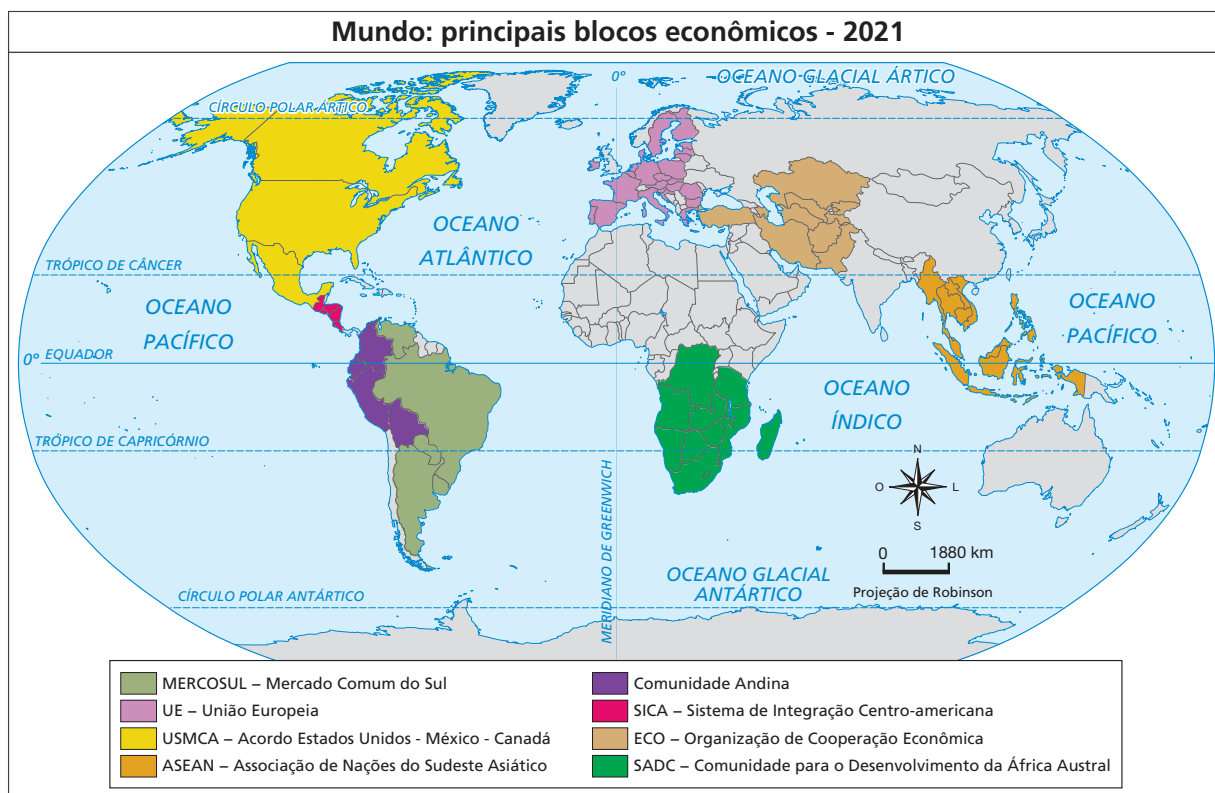 Mundo: principais blocos econômicos - 2021
0º
OCEANO GLACIAL ÁRTICO
CÍRCULO POLAR ÁRTICO
OCEANO
ATLÂNTICO
TRÓPICO DE CÂNCER
OCEANO
PACÍFICO
OCEANO
PACÍFICO
0º EQUADOR
OCEANO
ÍNDICO
TRÓPICO DE CAPRICÓRNIO
MERIDIANO DE GREENWICH
N
O
L
S
0 1880 km
Projeção de Robinson
OCEANO GLACIAL
ANTÁRTICO
CÍRCULO POLAR ANTÁRTICO
MERCOSUL – Mercado Comum do Sul
UE – União Europeia
USMCA – Acordo Estados Unidos - México - Canadá
ASEAN – Associação de Nações do Sudeste Asiático
Comunidade Andina
SICA – Sistema de Integração Centro-americana
ECO – Organização de Cooperação Econômica
SADC – Comunidade para o Desenvolvimento da África Austral